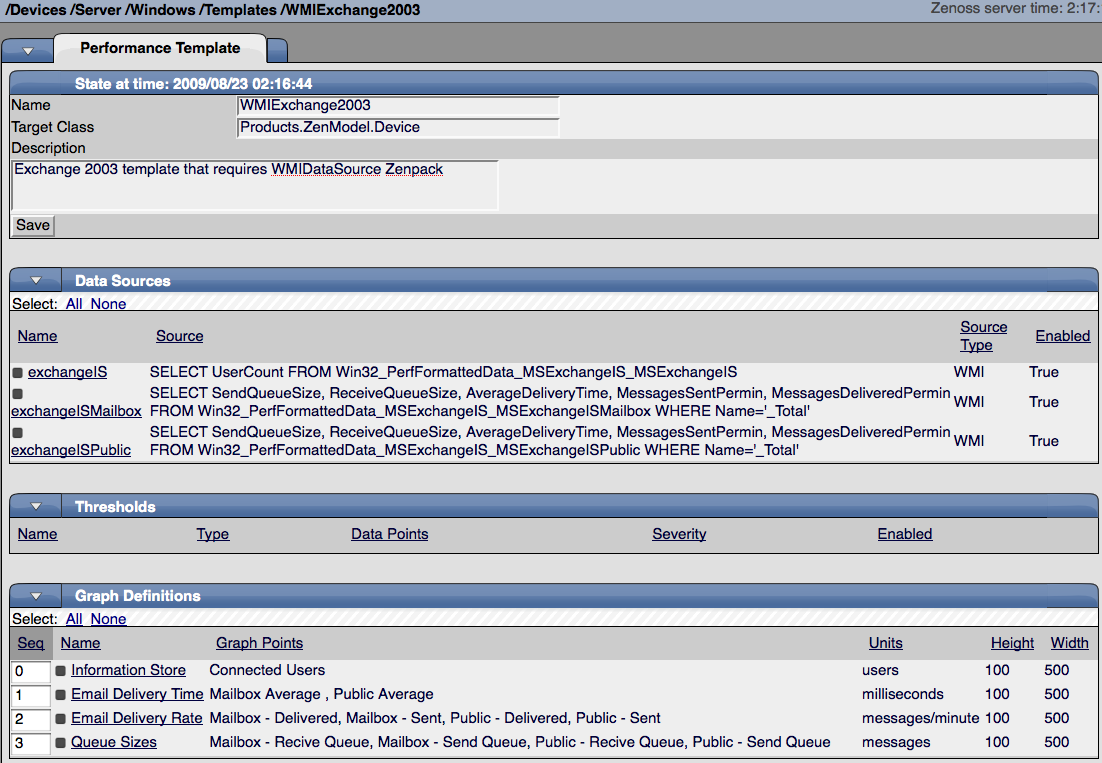 /Devices /Server /Windows /Templates /WMIExchange2003 Zenoss server time: 2:17:
Performance Template
State at time: 2009/08/23 02:16:44
Name WMIExchange2003
Target Class Products.ZenModel.Device
Description
Exchange 2003 template that requires WMIDataSource Zenpack
Save
Data Sources
Select: All None
Name Source Source Type Enabled
exchangeIS SELECT UserCount FROM Win32_PerfFormattedData_MSExchangeIS_MSExchangeIS WMI True
exchangeISMailbox SELECT SendQueueSize, ReceiveQueueSize, AverageDeliveryTime, MessagesSentPermin, MessagesDeliveredPermin
FROM Win32_PerfFormattedData_MSExchangeIS_MSExchangeISMailbox WHERE Name='_Total' WMI True
exchangeISPublic SELECT SendQueueSize, ReceiveQueueSize, AverageDeliveryTime, MessagesSentPermin, MessagesDeliveredPermin
FROM Win32_PerfFormattedData_MSExchangeIS_MSExchangeISPublic WHERE Name='_Total' WMI True
Thresholds
Name Type Data Points Severity Enabled
Graph Definitions
Select: All None
Seq Name Graph Points Units Height Width
0 Information Store Connected Users users 100 500
1 Email Delivery Time Mailbox Average , Public Average milliseconds 100 500
2 Email Delivery Rate Mailbox - Delivered, Mailbox - Sent, Public - Delivered, Public - Sent messages/minute 100 500
3 Queue Sizes Mailbox - Recive Queue, Mailbox - Send Queue, Public - Recive Queue, Public - Send Queue messages 100 500